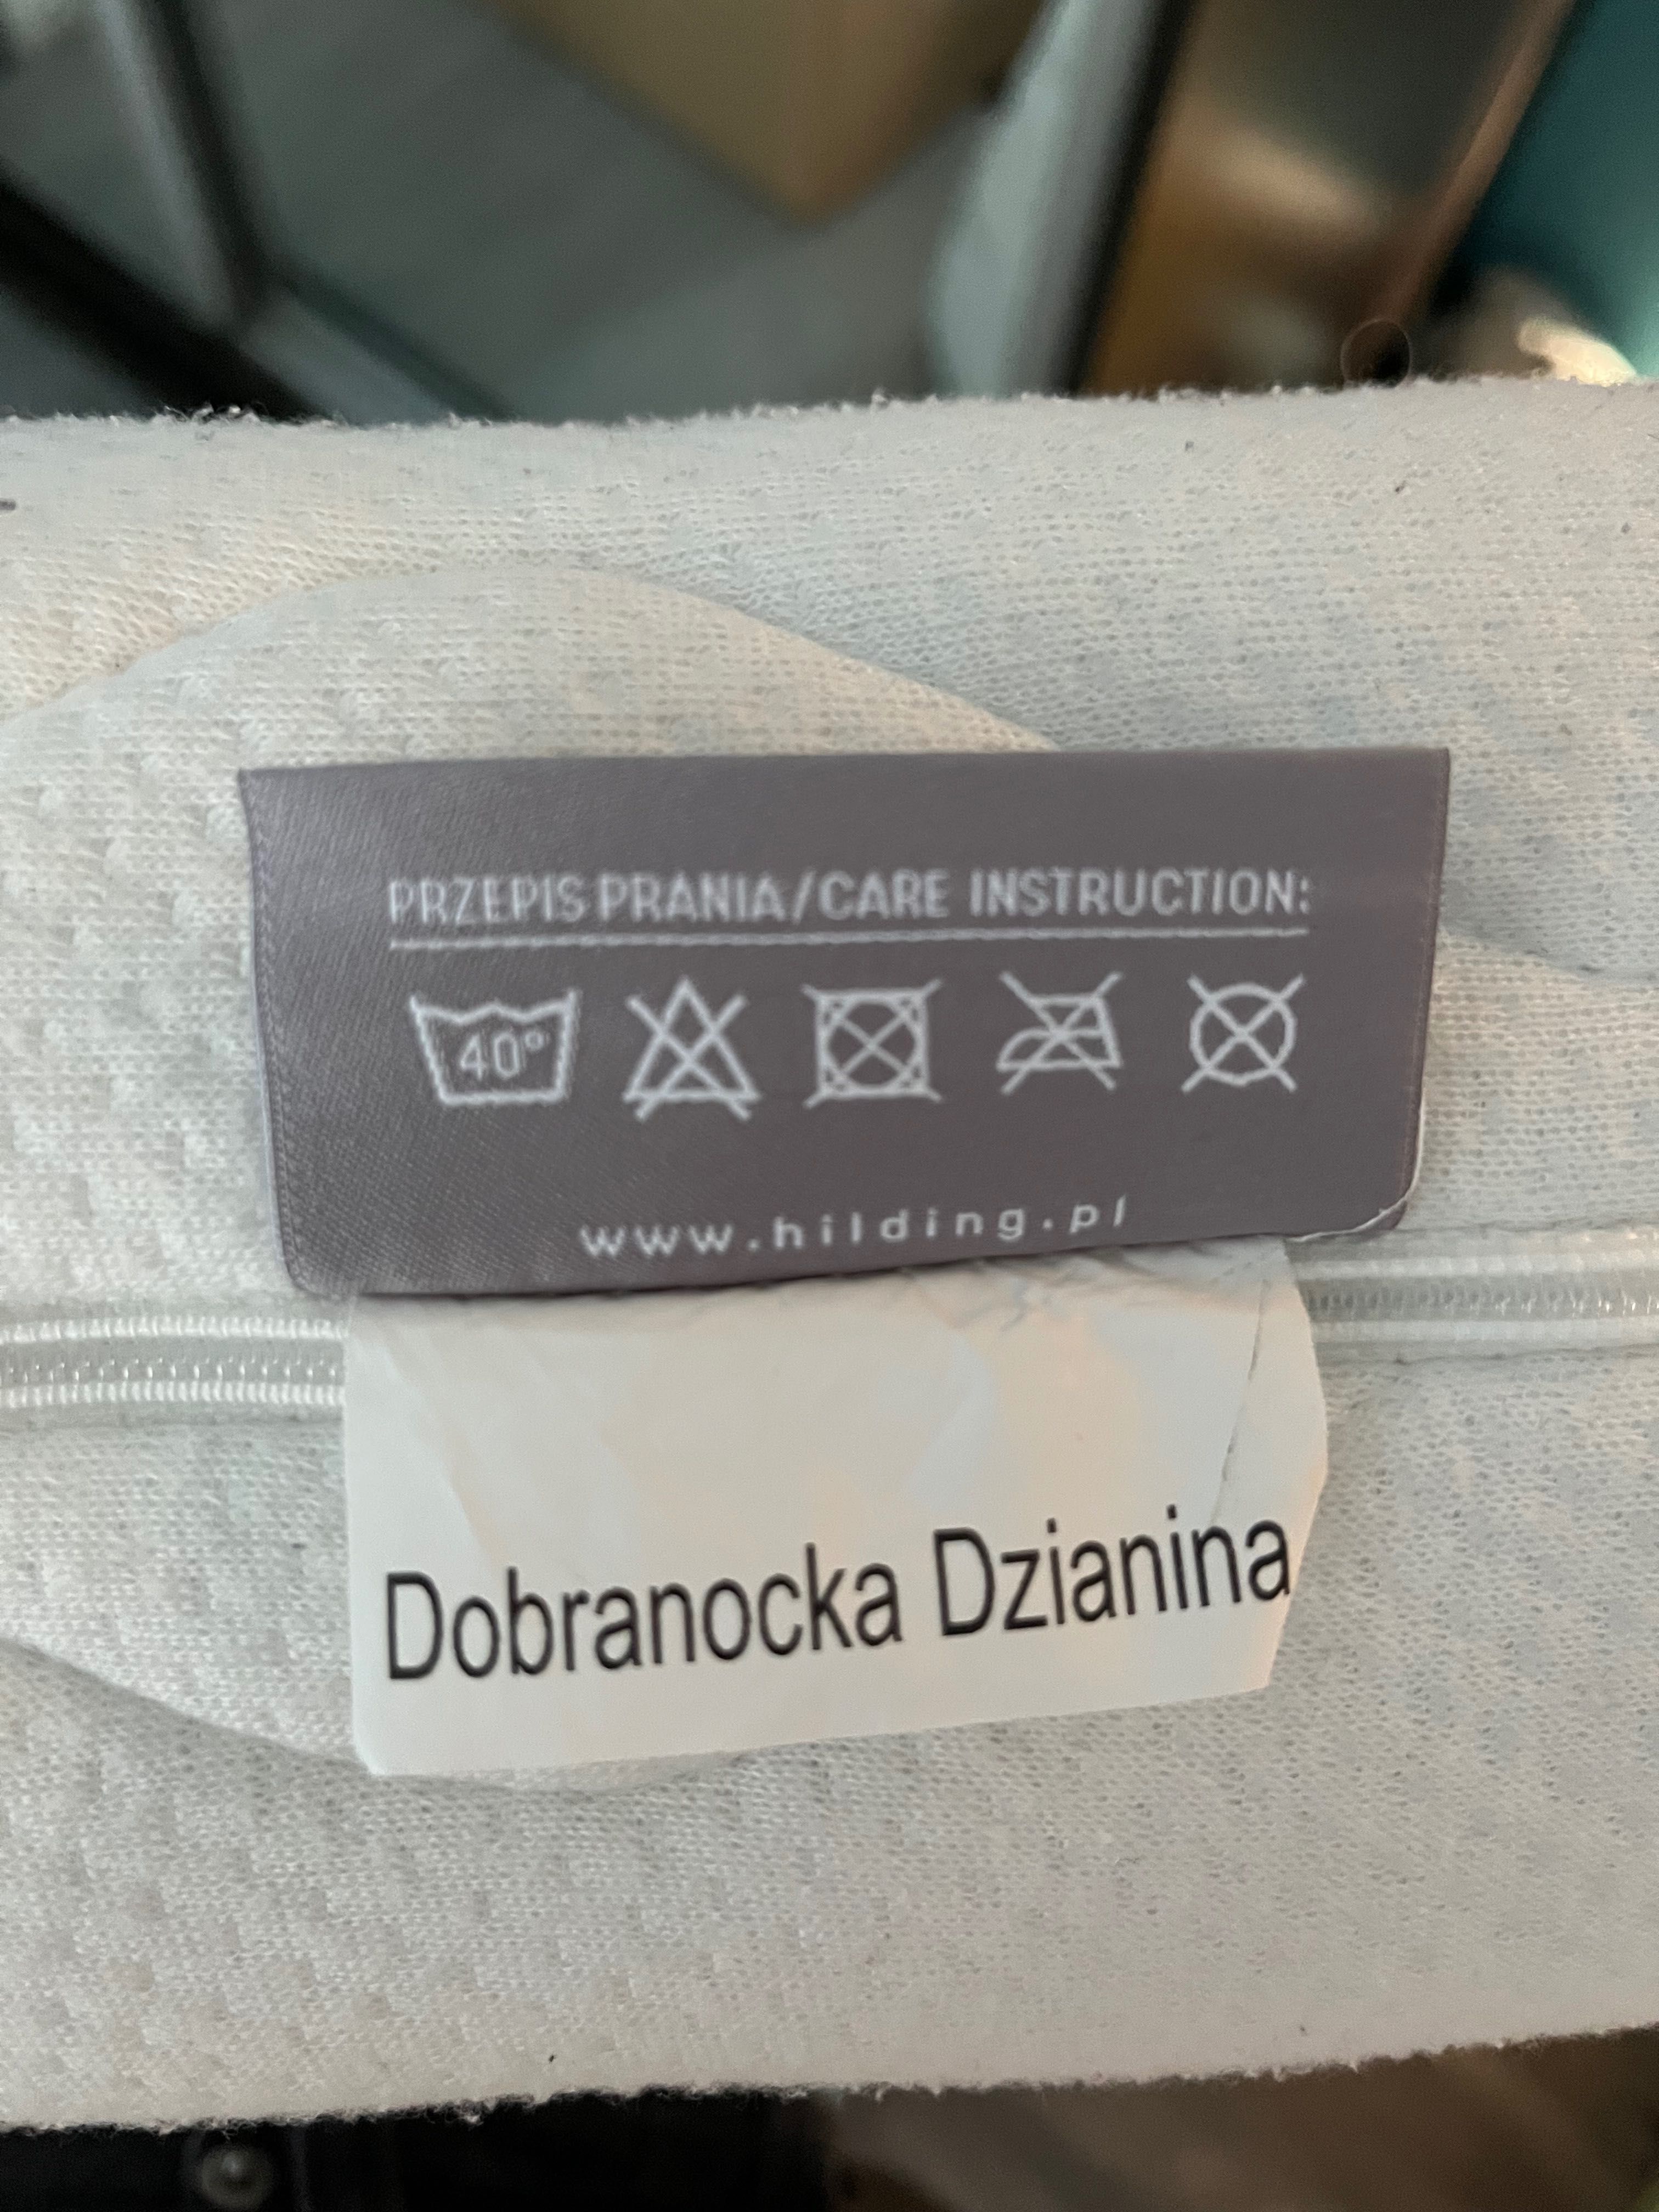 PRZEPIS PRANIA/CARE INSTRUCTION:
40°
www.hilding.pl
Dobranocka Dzianina